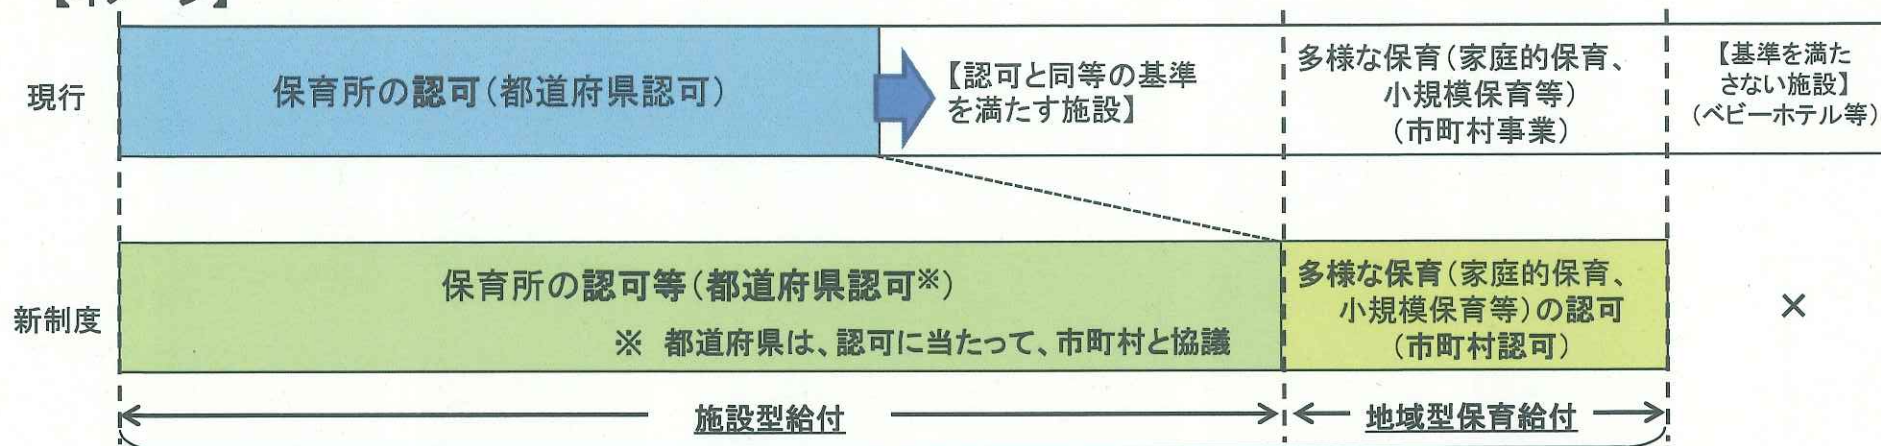 現行
保育所の認可(都道府県認可)
【認可と同等の基準
を満たす施設】
多様な保育(家庭的保育、
小規模保育等)
(市町村事業)
【基準を満た
さない施設】
(ベビーホテル等)
新制度
保育所の認可等(都道府県認可※)
※ 都道府県は、認可に当たって、市町村と協議
多様な保育(家庭的保育、
小規模保育等)の認可
(市町村認可)
×
施設型給付
地域型保育給付